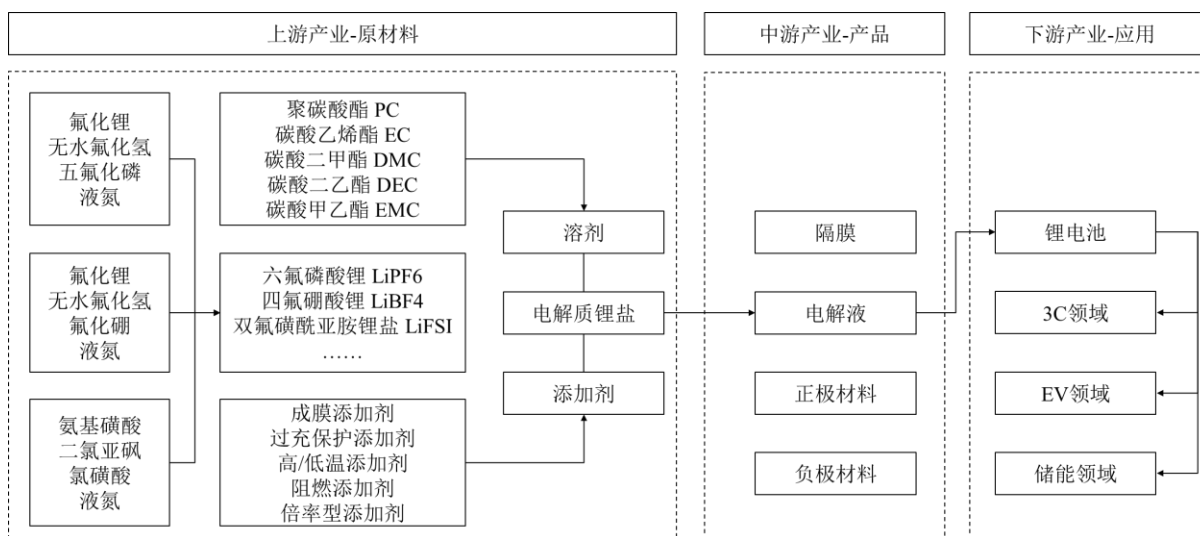 上游产业-原材料
中游产业-产品
下游产业-应用
氟化锂
无水氟化氢
五氟化磷
液氮
氟化锂
无水氟化氢
氟化硼
液氮
氨基磺酸
二氯亚砜
氯磺酸
液氮
聚碳酸酯 PC
碳酸乙烯酯 EC
碳酸二甲酯 DMC
碳酸二乙酯 DEC
碳酸甲乙酯 EMC
六氟磷酸锂 LiPF6
四氟硼酸锂 LiBF4
双氟磺酰亚胺锂盐 LiFSI
……
成膜添加剂
过充保护添加剂
高/低温添加剂
阻燃添加剂
倍率型添加剂
溶剂
电解质锂盐
添加剂
隔膜
电解液
正极材料
负极材料
锂电池
3C领域
EV领域
储能领域